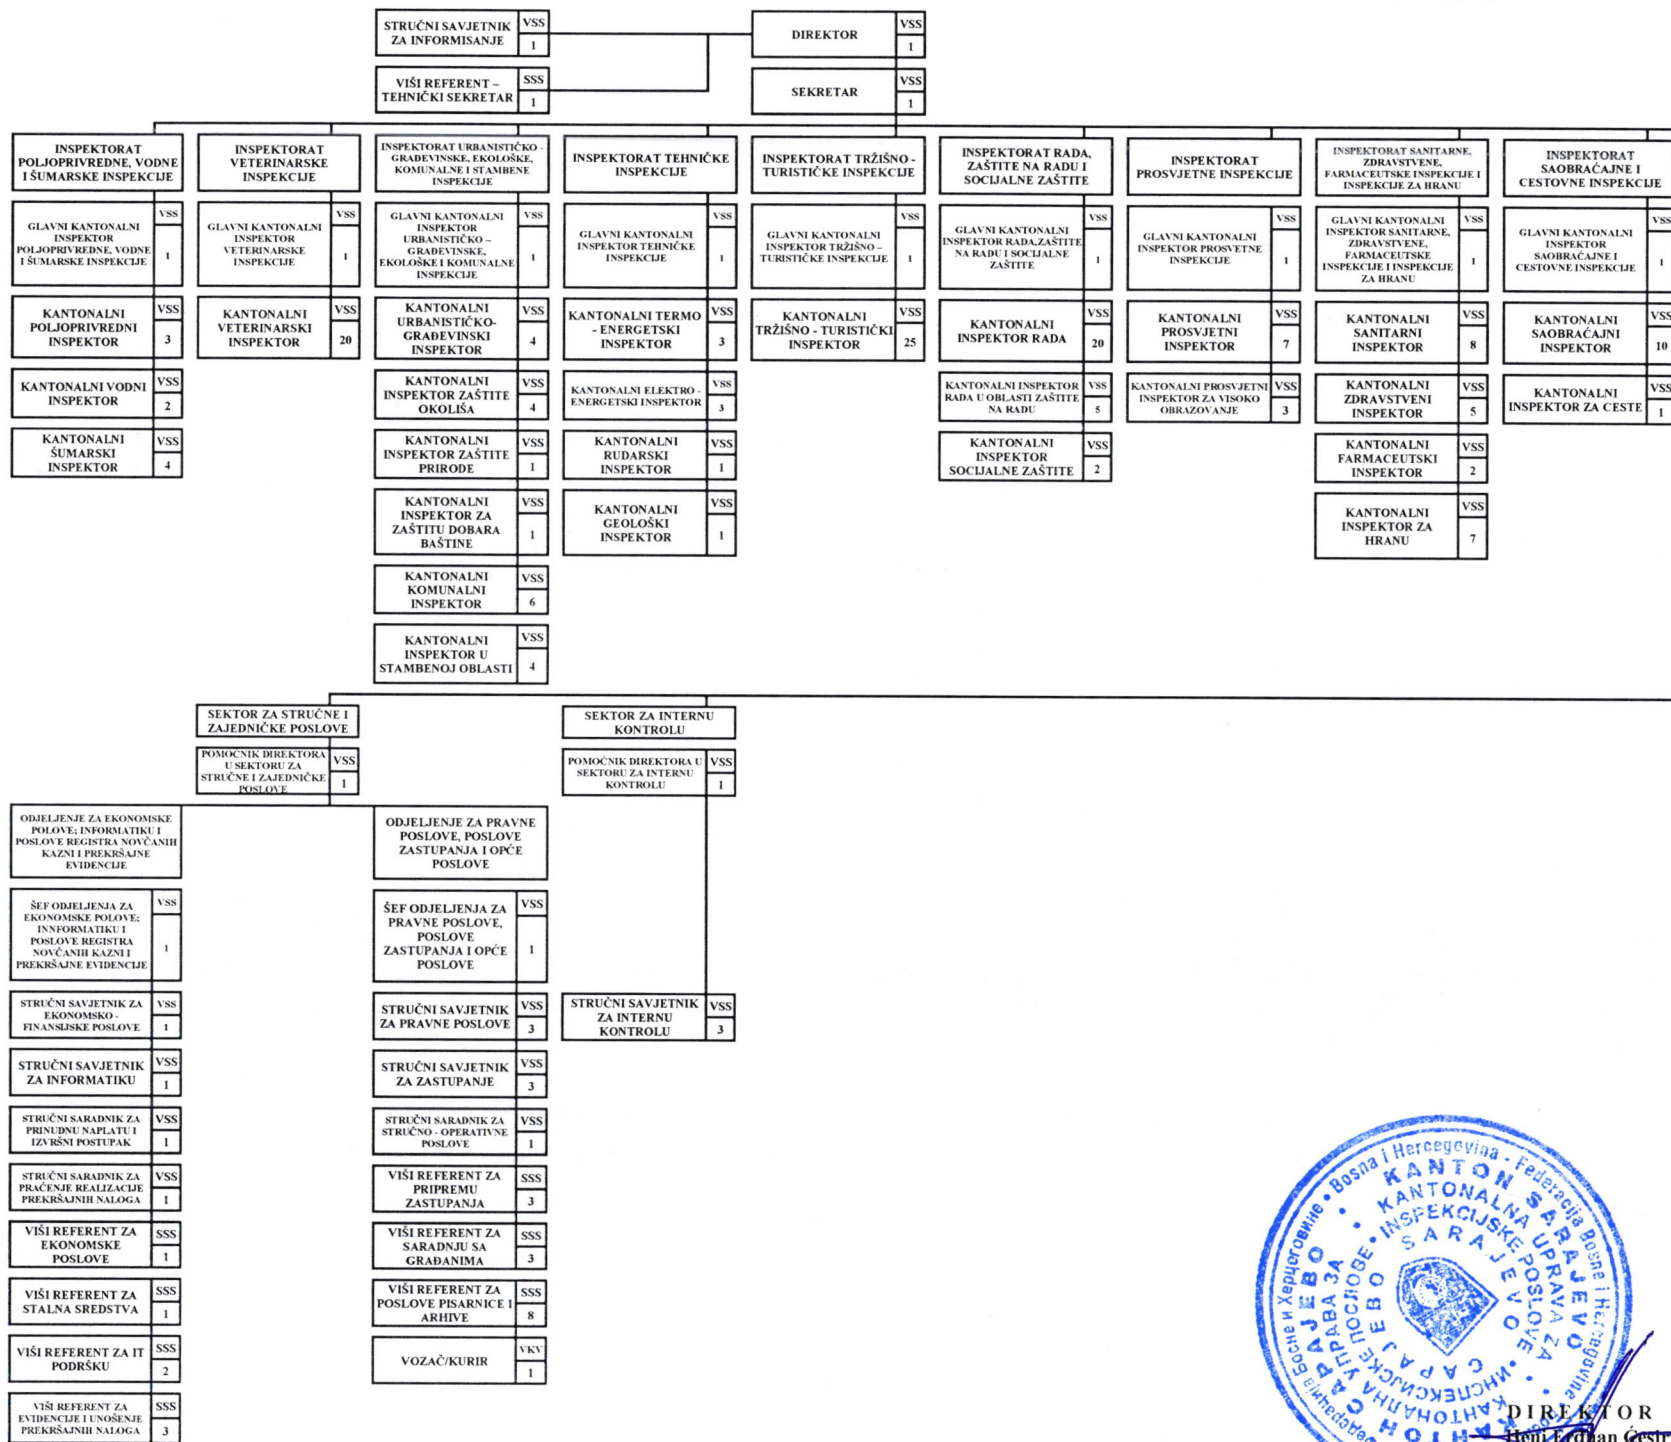 STRUČNI SAVJETNIK
ZA INFORMISANJE
VSS
1
DIREKTOR
VSS
1
VIŠI REFERENT –
TEHNIČKI SEKRETAR
SSS
1
SEKRETAR
VSS
1
INSPEKTORAT
POLJOPRIVREDNE, VODNE
I ŠUMARSKE INSPEKCIJE
GLAVNI KANTONALNI
INSPEKTOR
POLJOPRIVREDNE, VODNE
I ŠUMARSKE INSPEKCIJE
VSS
1
KANTONALNI
POLJOPRIVREDNI
INSPEKTOR
VSS
3
KANTONALNI VODNI
INSPEKTOR
VSS
2
KANTONALNI
ŠUMARSKI
INSPEKTOR
VSS
4
INSPEKTORAT
VETERINARSKE
INSPEKCIJE
GLAVNI KANTONALNI
INSPEKTOR
VETERINARSKE
INSPEKCIJE
VSS
1
KANTONALNI
VETERINARSKI
INSPEKTOR
VSS
20
INSPEKTORAT URBANISTIČKO -
GRAĐEVINSKE, EKOLOŠKE,
KOMUNALNE I STAMBENE
INSPEKCIJE
GLAVNI KANTONALNI
INSPEKTOR
URBANISTIČKO –
GRAĐEVINSKE,
EKOLOŠKE I KOMUNALNE
INSPEKCIJE
VSS
1
KANTONALNI
URBANISTIČKO-
GRAĐEVINSKI
INSPEKTOR
VSS
4
KANTONALNI
INSPEKTOR ZAŠTITE
OKOLIŠA
VSS
4
KANTONALNI
INSPEKTOR ZAŠTITE
PRIRODE
VSS
1
KANTONALNI
INSPEKTOR ZA
ZAŠTITU DOBARA
BAŠTINE
VSS
1
KANTONALNI
KOMUNALNI
INSPEKTOR
VSS
6
KANTONALNI
INSPEKTOR U
STAMBENOJ OBLASTI
VSS
4
INSPEKTORAT TEHNIČKE
INSPEKCIJE
GLAVNI KANTONALNI
INSPEKTOR TEHNIČKE
INSPEKCIJE
VSS
1
KANTONALNI TERMO
- ENERGETSKI
INSPEKTOR
VSS
3
KANTONALNI ELEKTRO -
ENERGETSKI INSPEKTOR
VSS
3
KANTONALNI
RUDARSKI
INSPEKTOR
VSS
1
KANTONALNI
GEOLOŠKI
INSPEKTOR
VSS
1
INSPEKTORAT TRŽIŠNO -
TURISTIČKE INSPEKCIJE
GLAVNI KANTONALNI
INSPEKTOR TRŽIŠNO –
TURISTIČKE INSPEKCIJE
VSS
1
KANTONALNI
TRŽIŠNO - TURISTIČKI
INSPEKTOR
VSS
25
INSPEKTORAT RADA,
ZAŠTITE NA RADU I
SOCIJALNE ZAŠTITE
GLAVNI KANTONALNI
INSPEKTOR RADA,ZAŠTITE
NA RADU I SOCIJALNE
ZAŠTITE
VSS
1
KANTONALNI
INSPEKTOR RADA
VSS
20
KANTONALNI INSPEKTOR
RADA U OBLASTI ZAŠTITE
NA RADU
VSS
5
KANTONALNI
INSPEKTOR
SOCIJALNE ZAŠTITE
VSS
2
INSPEKTORAT
PROSVJETNE INSPEKCIJE
GLAVNI KANTONALNI
INSPEKTOR PROSVETNE
INSPEKCIJE
VSS
1
KANTONALNI
PROSVJETNI
INSPEKTOR
VSS
7
KANTONALNI PROSVJETNI
INSPEKTOR ZA VISOKO
OBRAZOVANJE
VSS
3
INSPEKTORAT SANITARNE,
ZDRAVSTVENE,
FARMACEUTSKE INSPEKCIJE I
INSPEKCIJE ZA HRANU
GLAVNI KANTONALNI
INSPEKTOR SANITARNE,
ZDRAVSTVENE,
FARMACEUTSKE
INSPEKCIJE I INSPEKCIJE
ZA HRANU
VSS
1
KANTONALNI
SANITARNI
INSPEKTOR
VSS
8
KANTONALNI
ZDRAVSTVENI
INSPEKTOR
VSS
5
KANTONALNI
FARMACEUTSKI
INSPEKTOR
VSS
2
KANTONALNI
INSPEKTOR ZA
HRANU
VSS
7
INSPEKTORAT
SAOBRAĆAJNE I
CESTOVNE INSPEKCIJE
GLAVNI KANTONALNI
INSPEKTOR
SAOBRAĆAJNE I
CESTOVNE INSPEKCIJE
VSS
1
KANTONALNI
SAOBRAĆAJNI
INSPEKTOR
VSS
10
KANTONALNI
INSPEKTOR ZA CESTE
VSS
1
SEKTOR ZA STRUČNE I
ZAJEDNIČKE POSLOVE
POMOĆNIK DIREKTORA
U SEKTORU ZA
STRUČNE I ZAJEDNIČKE
POSLOVE
VSS
1
SEKTOR ZA INTERNU
KONTROLU
POMOĆNIK DIREKTORA U
SEKTORU ZA INTERNU
KONTROLU
VSS
1
ODJELJENJE ZA EKONOMSKE
POLOVE; INFORMATIKU I
POSLOVE REGISTRA NOVČANIH
KAZNI I PREKRŠAJNE
EVIDENCIJE
ŠEF ODJELJENJA ZA
EKONOMSKE POLOVE;
INNFORMATIKU I
POSLOVE REGISTRA
NOVČANIH KAZNI I
PREKRŠAJNE EVIDENCIJE
VSS
1
STRUČNI SAVJETNIK ZA
EKONOMSKO -
FINANSIJSKE POSLOVE
VSS
1
STRUČNI SAVJETNIK
ZA INFORMATIKU
VSS
1
STRUČNI SARADNIK ZA
PRINUDNU NAPLATU I
IZVRŠNI POSTUPAK
VSS
1
STRUČNI SARADNIK ZA
PRAĆENJE REALIZACIJE
PREKRŠAJNIH NALOGA
VSS
1
VIŠI REFERENT ZA
EKONOMSKE
POSLOVE
SSS
1
VIŠI REFERENT ZA
STALNA SREDSTVA
SSS
1
VIŠI REFERENT ZA IT
PODRŠKU
SSS
2
VIŠI REFERENT ZA
EVIDENCIJE I UNOŠENJE
PREKRŠAJNIH NALOGA
SSS
3
ODJELJENJE ZA PRAVNE
POSLOVE, POSLOVE
ZASTUPANJA I OPĆE
POSLOVE
ŠEF ODJELJENJA ZA
PRAVNE POSLOVE,
POSLOVE
ZASTUPANJA I OPĆE
POSLOVE
VSS
1
STRUČNI SAVJETNIK
ZA PRAVNE POSLOVE
VSS
3
STRUČNI SAVJETNIK
ZA ZASTUPANJE
VSS
3
STRUČNI SARADNIK ZA
STRUČNO - OPERATIVNE
POSLOVE
VSS
1
VIŠI REFERENT ZA
PRIPREMU
ZASTUPANJA
SSS
3
VIŠI REFERENT ZA
SARADNJU SA
GRAĐANIMA
SSS
3
VIŠI REFERENT ZA
POSLOVE PISARNICE I
ARHIVE
SSS
8
VOZAČ/KURIR
VKV
1
STRUČNI SAVJETNIK
ZA INTERNU
KONTROLU
VSS
3
Bosna i Hercegovina - Federacija Bosne i Hercegovine
Босне и Херцеговине
KANTON SARAJEVO
КАНТОН САРАЈЕВО
KANTONALNA UPRAVA ZA
INSPEKCIJSKE POSLOVE
КАНТОНАЛНА УПРАВА ЗА
ИНСПЕКЦИЈСКЕ ПОСЛОВЕ
SARAJEVO
САРАЈЕВО
DIREKTOR